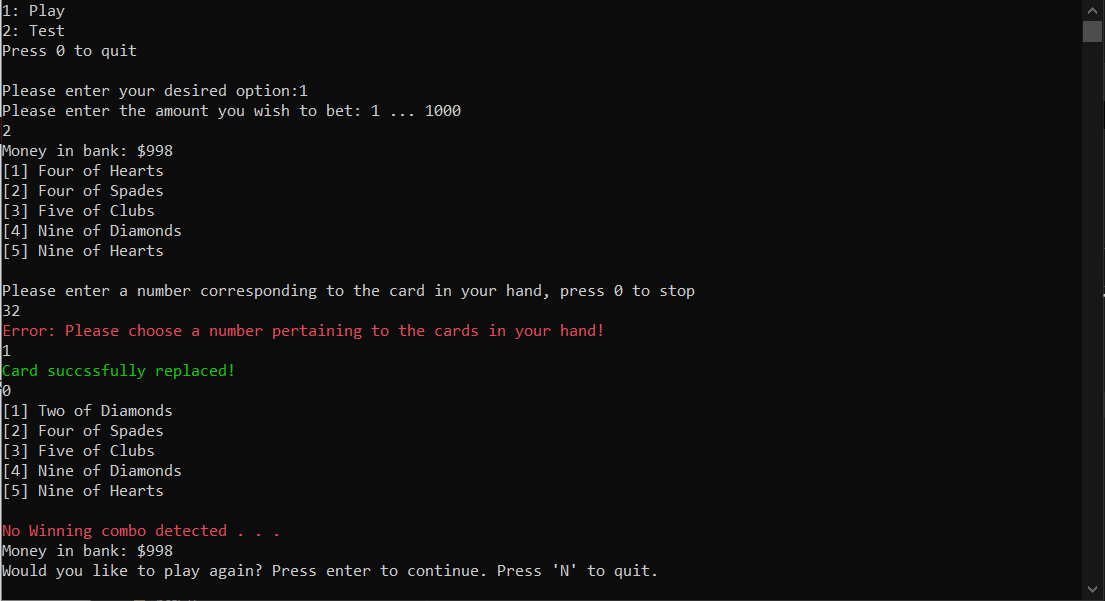 1: Play
2: Test
Press 0 to quit
Please enter your desired option:1
Please enter the amount you wish to bet: 1 ... 1000
2
Money in bank: $998
[1] Four of Hearts
[2] Four of Spades
[3] Five of Clubs
[4] Nine of Diamonds
[5] Nine of Hearts
Please enter a number corresponding to the card in your hand, press 0 to stop
32
Error: Please choose a number pertaining to the cards in your hand!
1
Card succssfully replaced!
0
[1] Two of Diamonds
[2] Four of Spades
[3] Five of Clubs
[4] Nine of Diamonds
[5] Nine of Hearts
No Winning combo detected . . .
Money in bank: $998
Would you like to play again? Press enter to continue. Press 'N' to quit.